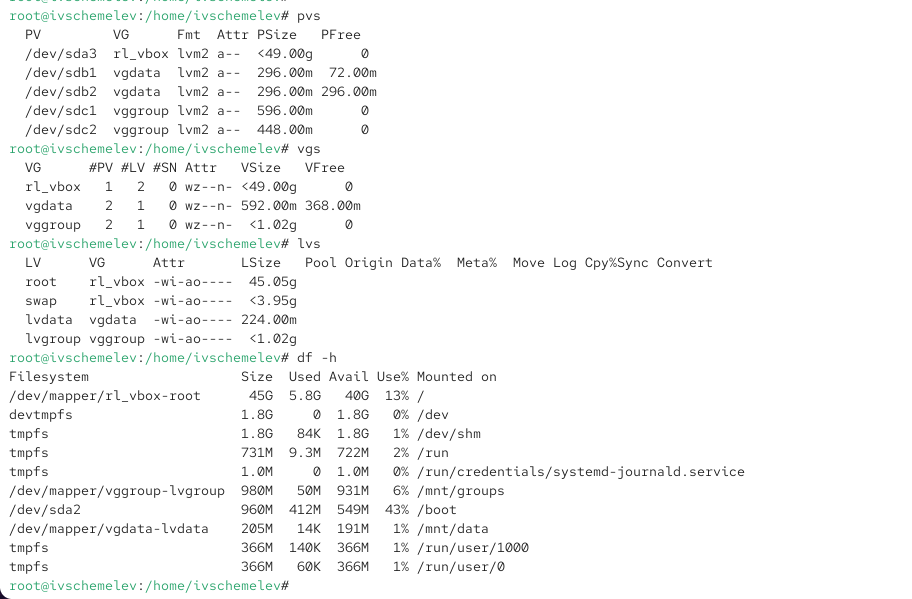 root@ivschemelev:/home/ivschemelev# pvs
  PV         VG       Fmt  Attr PSize   PFree
  /dev/sda3  rl_vbox lvm2 a--  <49.00g      0
  /dev/sdb1  vgdata  lvm2 a--  296.00m  72.00m
  /dev/sdb2  vgdata  lvm2 a--  296.00m 296.00m
  /dev/sdc1  vggroup lvm2 a--  596.00m      0
  /dev/sdc2  vggroup lvm2 a--  448.00m      0
root@ivschemelev:/home/ivschemelev# vgs
  VG      #PV #LV #SN Attr   VSize   VFree
  rl_vbox   1   2   0 wz--n- <49.00g      0
  vgdata    2   1   0 wz--n- 592.00m 368.00m
  vggroup   2   1   0 wz--n-  <1.02g      0
root@ivschemelev:/home/ivschemelev# lvs
  LV      VG      Attr       LSize   Pool Origin Data%  Meta%  Move Log Cpy%Sync Convert
  root    rl_vbox -wi-ao----  45.05g
  swap    rl_vbox -wi-ao----  <3.95g
  lvdata  vgdata  -wi-ao---- 224.00m
  lvgroup vggroup -wi-ao----  <1.02g
root@ivschemelev:/home/ivschemelev# df -h
Filesystem                   Size  Used Avail Use% Mounted on
/dev/mapper/rl_vbox-root      45G  5.8G   40G  13% /
devtmpfs                     1.8G     0  1.8G   0% /dev
tmpfs                        1.8G   84K  1.8G   1% /dev/shm
tmpfs                        731M  9.3M  722M   2% /run
tmpfs                        1.0M     0  1.0M   0% /run/credentials/systemd-journald.service
/dev/mapper/vggroup-lvgroup  980M   50M  931M   6% /mnt/groups
/dev/sda2                    960M  412M  549M  43% /boot
/dev/mapper/vgdata-lvdata    205M   14K  191M   1% /mnt/data
tmpfs                        366M  140K  366M   1% /run/user/1000
tmpfs                        366M   60K  366M   1% /run/user/0
root@ivschemelev:/home/ivschemelev#